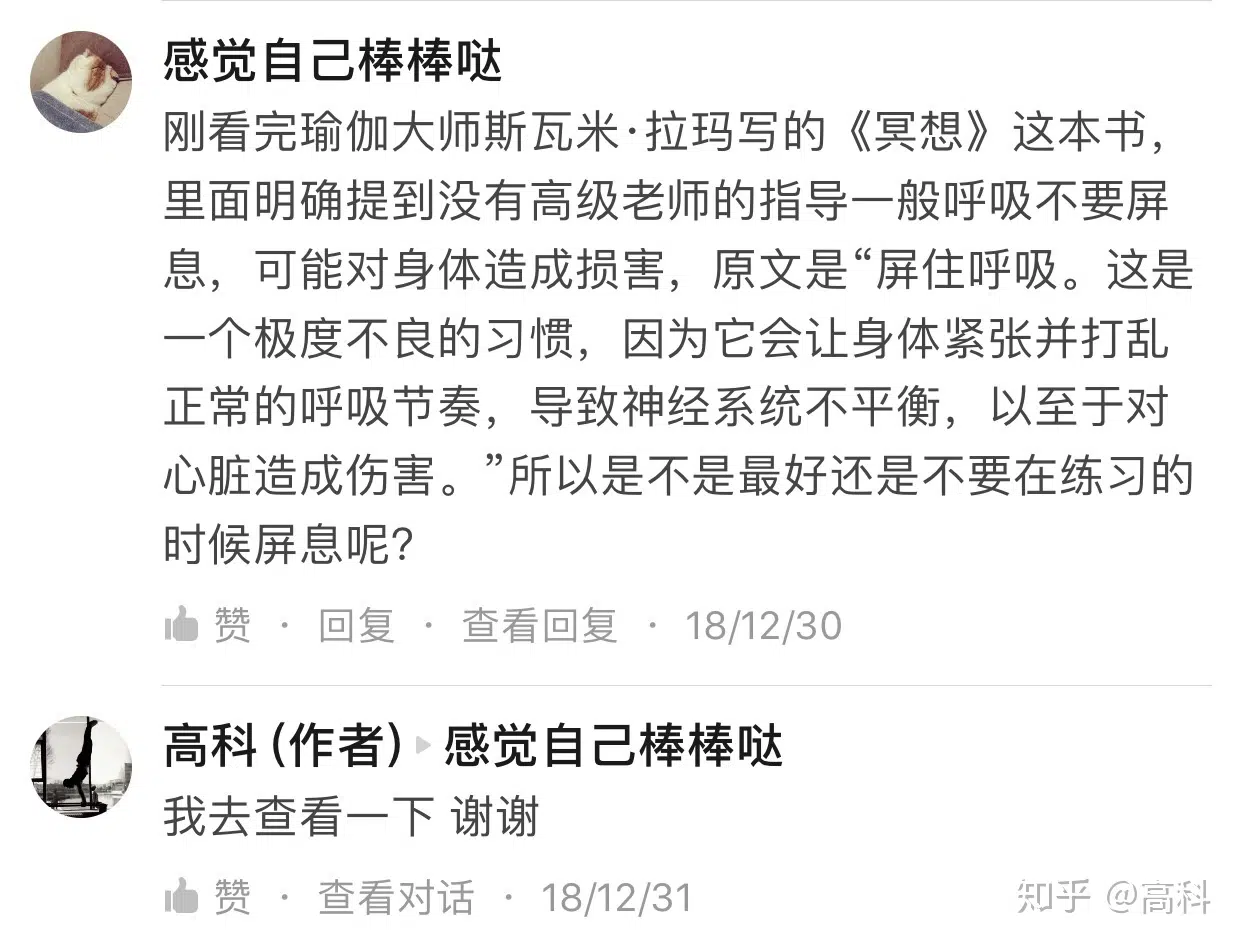 感觉自己棒棒哒
刚看完瑜伽大师斯瓦米·拉玛写的《冥想》这本书，
里面明确提到没有高级老师的指导一般呼吸不要屏
息，可能对身体造成损害，原文是“屏住呼吸。这是
一个极度不良的习惯，因为它会让身体紧张并打乱
正常的呼吸节奏，导致神经系统不平衡，以至于对
心脏造成伤害。”所以是不是最好还是不要在练习的
时候屏息呢？
赞 · 回复 · 查看回复 · 18/12/30
高科（作者）▸ 感觉自己棒棒哒
我去查看一下 谢谢
赞 · 查看对话 · 18/12/31
知乎 @高科